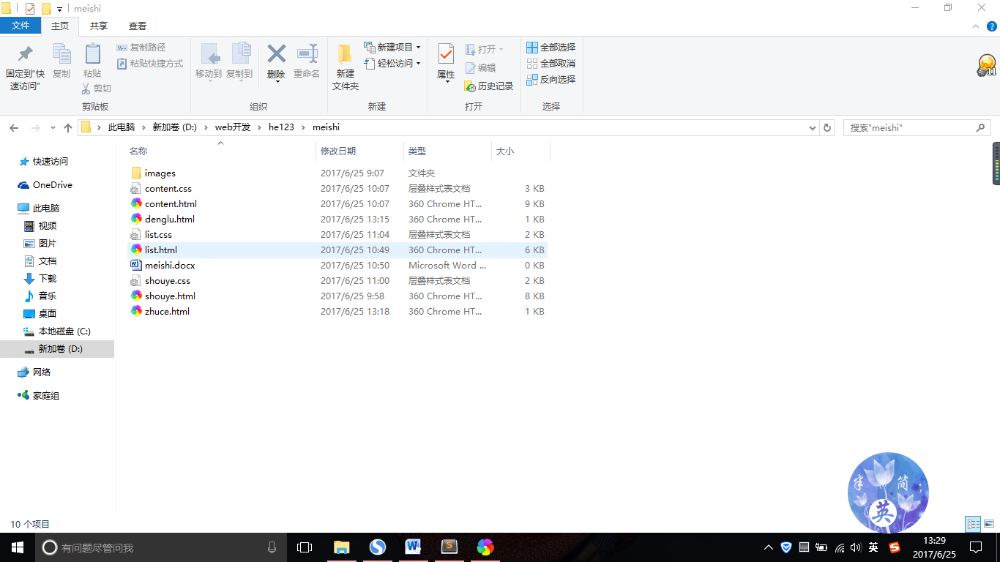 meishi
文件 主页 共享 查看
固定到"快速访问"
复制
粘贴
复制路径
粘贴快捷方式
剪切
剪贴板
移动到 复制到 删除 重命名
组织
新建文件夹
新建项目
轻松访问
新建
属性
打开
编辑
历史记录
打开
全部选择
全部取消
反向选择
选择
11
此电脑 新加卷 (D:) web开发 he123 meishi
搜索"meishi"
快速访问
OneDrive
此电脑
视频
图片
文档
下载
音乐
桌面
本地磁盘 (C:)
新加卷 (D:)
网络
家庭组
名称 修改日期 类型 大小
images 2017/6/25 9:07 文件夹
content.css 2017/6/25 10:07 层叠样式表文档 3 KB
content.html 2017/6/25 10:07 360 Chrome HT... 9 KB
denglu.html 2017/6/25 13:15 360 Chrome HT... 1 KB
list.css 2017/6/25 11:04 层叠样式表文档 2 KB
list.html 2017/6/25 10:49 360 Chrome HT... 6 KB
meishi.docx 2017/6/25 10:50 Microsoft Word ... 0 KB
shouye.css 2017/6/25 11:00 层叠样式表文档 2 KB
shouye.html 2017/6/25 9:58 360 Chrome HT... 8 KB
zhuce.html 2017/6/25 13:18 360 Chrome HT... 1 KB
半 简 ;
英
10 个项目
有问题尽管问我
英
13:29
2017/6/25